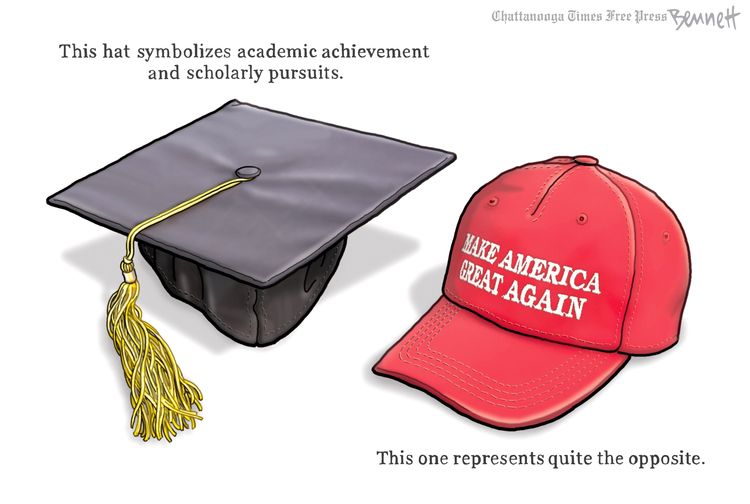 Chattanooga Times Free Press Bennett
This hat symbolizes academic achievement
and scholarly pursuits.
MAKE AMERICA
GREAT AGAIN
This one represents quite the opposite.